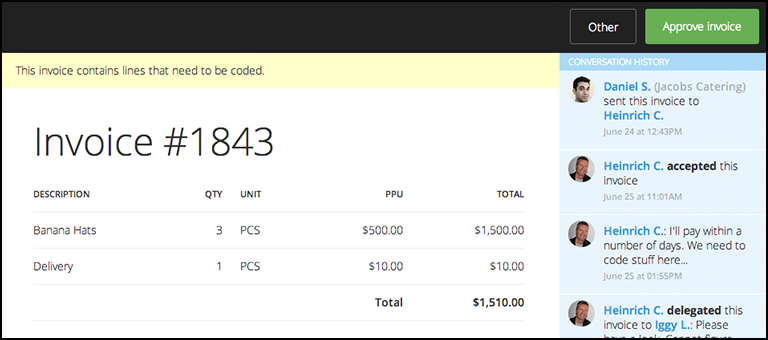 Other
Approve invoice
This invoice contains lines that need to be coded.
Invoice #1843
DESCRIPTION QTY UNIT PPU TOTAL
Banana Hats 3 PCS $500.00 $1,500.00
Delivery 1 PCS $10.00 $10.00
Total $1,510.00
CONVERSATION HISTORY
Daniel S. (Jacobs Catering)
sent this invoice to
Heinrich C.
June 24 at 12:43PM
Heinrich C. accepted this
invoice
June 25 at 11:01AM
Heinrich C.: I'll pay within a
number of days. We need to
code stuff here...
June 25 at 01:55PM
Heinrich C. delegated this
invoice to Iggy L.: Please
have a look. Cannot figure